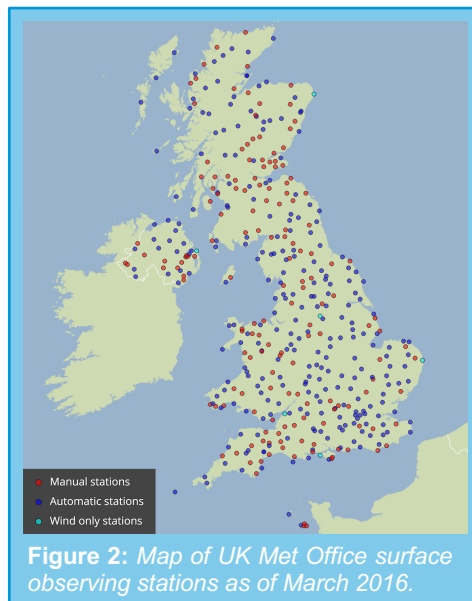 Manual stations
Automatic stations
Wind only stations
Figure 2: Map of UK Met Office surface
observing stations as of March 2016.